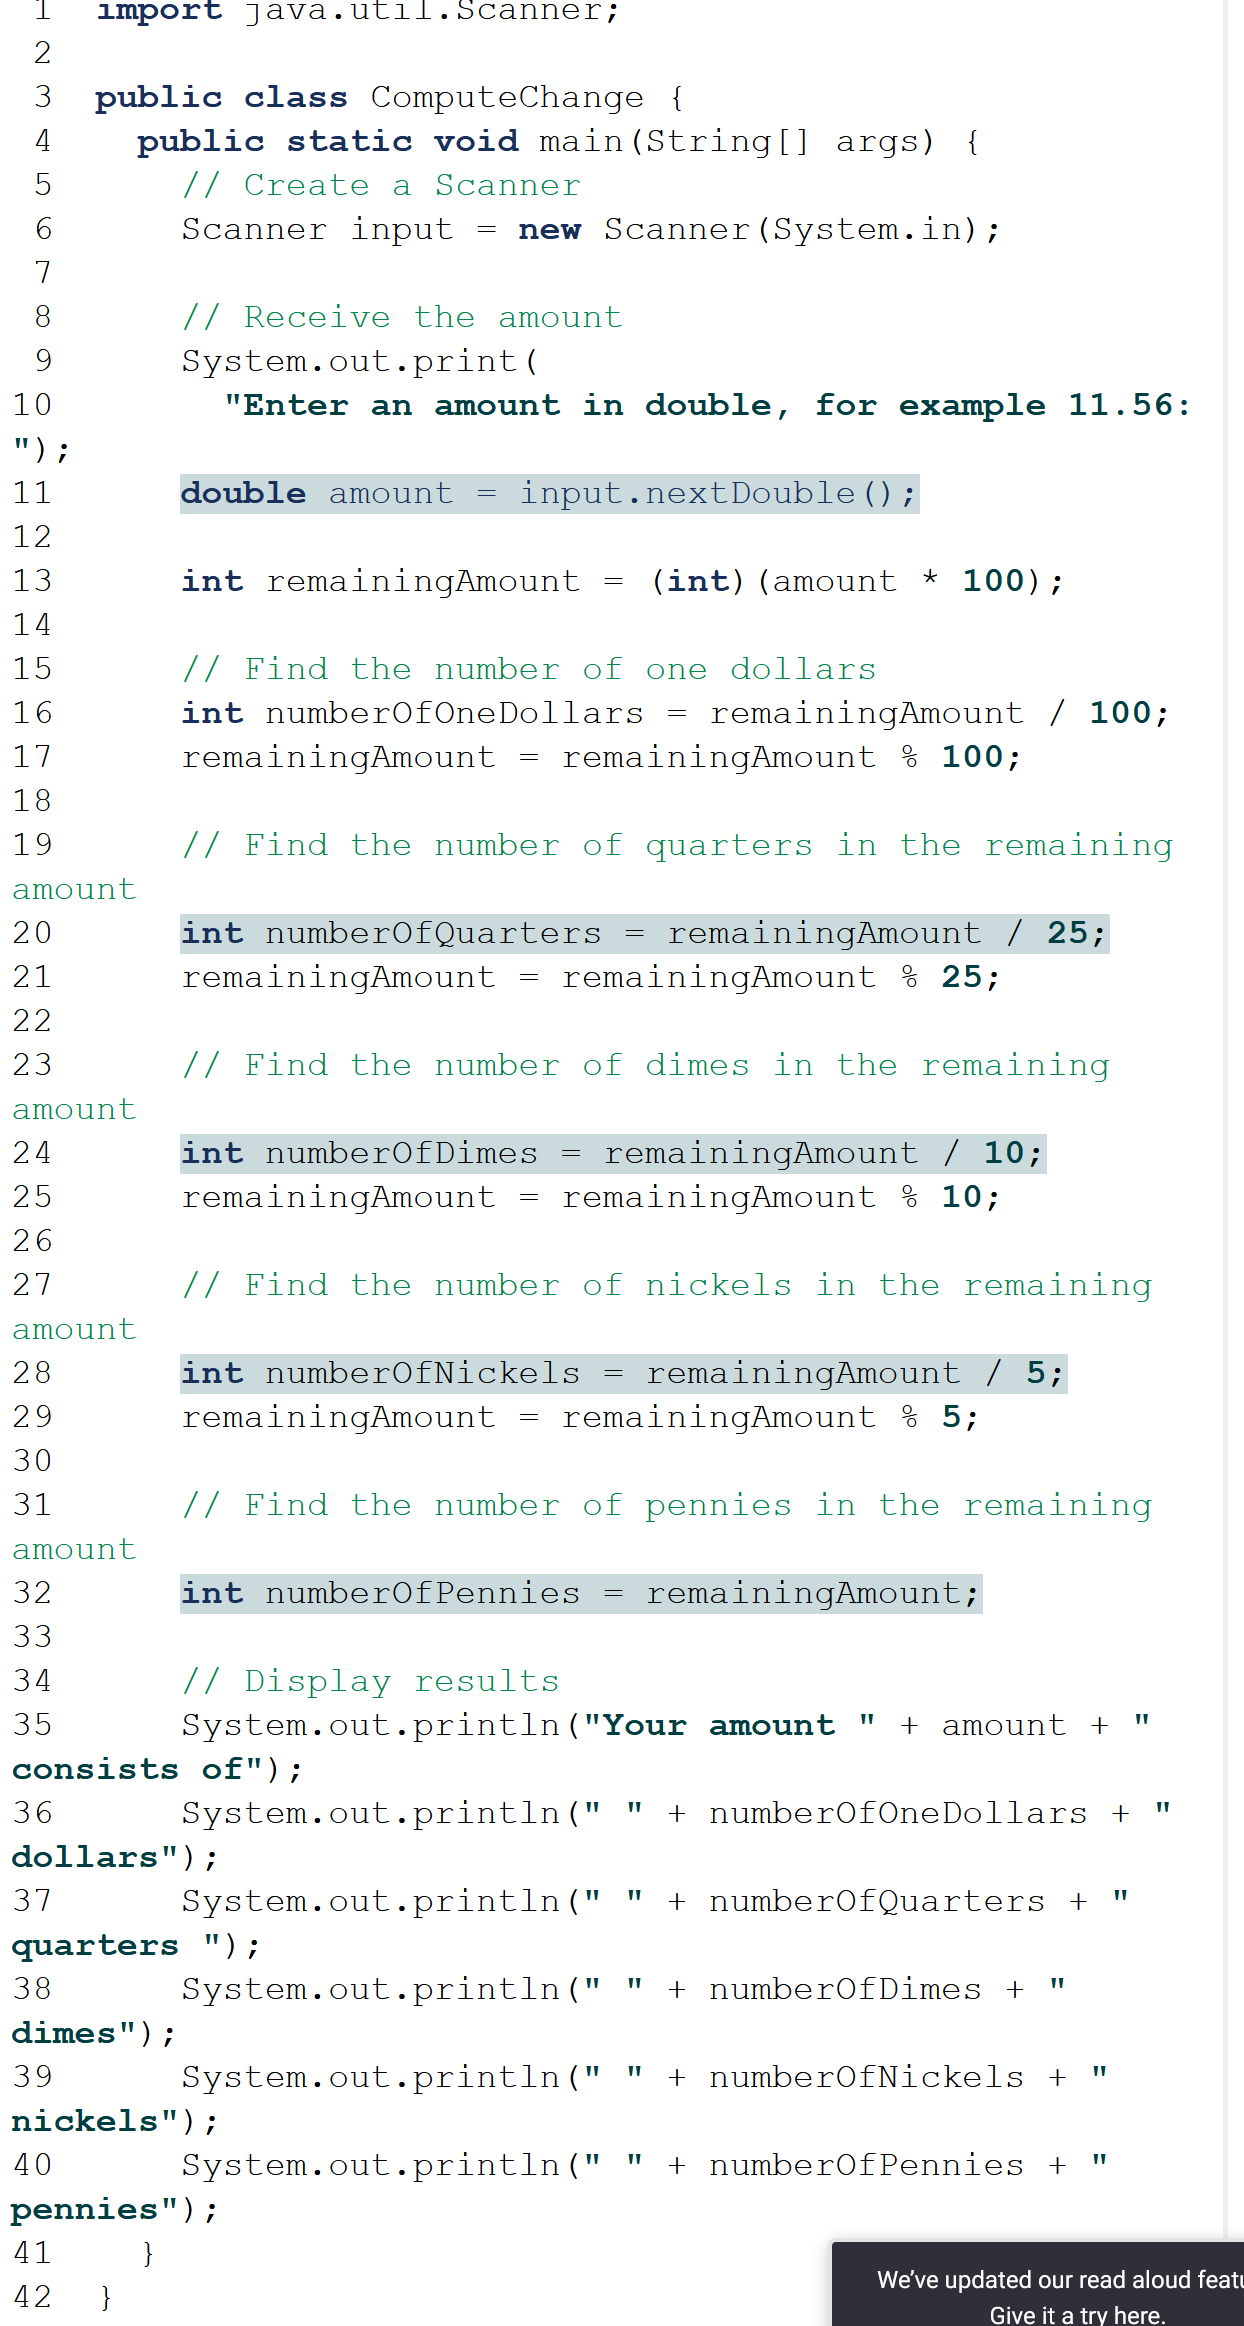 1  import java.util.Scanner;
2
3  public class ComputeChange {
4    public static void main(String[] args) {
5      // Create a Scanner
6      Scanner input = new Scanner(System.in);
7
8      // Receive the amount
9      System.out.print(
10       "Enter an amount in double, for example 11.56:
");
11     double amount = input.nextDouble();
12
13     int remainingAmount = (int)(amount * 100);
14
15     // Find the number of one dollars
16     int numberOfOneDollars = remainingAmount / 100;
17     remainingAmount = remainingAmount % 100;
18
19     // Find the number of quarters in the remaining
amount
20     int numberOfQuarters = remainingAmount / 25;
21     remainingAmount = remainingAmount % 25;
22
23     // Find the number of dimes in the remaining
amount
24     int numberOfDimes = remainingAmount / 10;
25     remainingAmount = remainingAmount % 10;
26
27     // Find the number of nickels in the remaining
amount
28     int numberOfNickels = remainingAmount / 5;
29     remainingAmount = remainingAmount % 5;
30
31     // Find the number of pennies in the remaining
amount
32     int numberOfPennies = remainingAmount;
33
34     // Display results
35     System.out.println("Your amount " + amount + "
consists of");
36     System.out.println(" " + numberOfOneDollars + "
dollars");
37     System.out.println(" " + numberOfQuarters + "
quarters ");
38     System.out.println(" " + numberOfDimes + "
dimes");
39     System.out.println(" " + numberOfNickels + "
nickels");
40     System.out.println(" " + numberOfPennies + "
pennies");
41   }
42 }
We've updated our read aloud
Give it a try here.